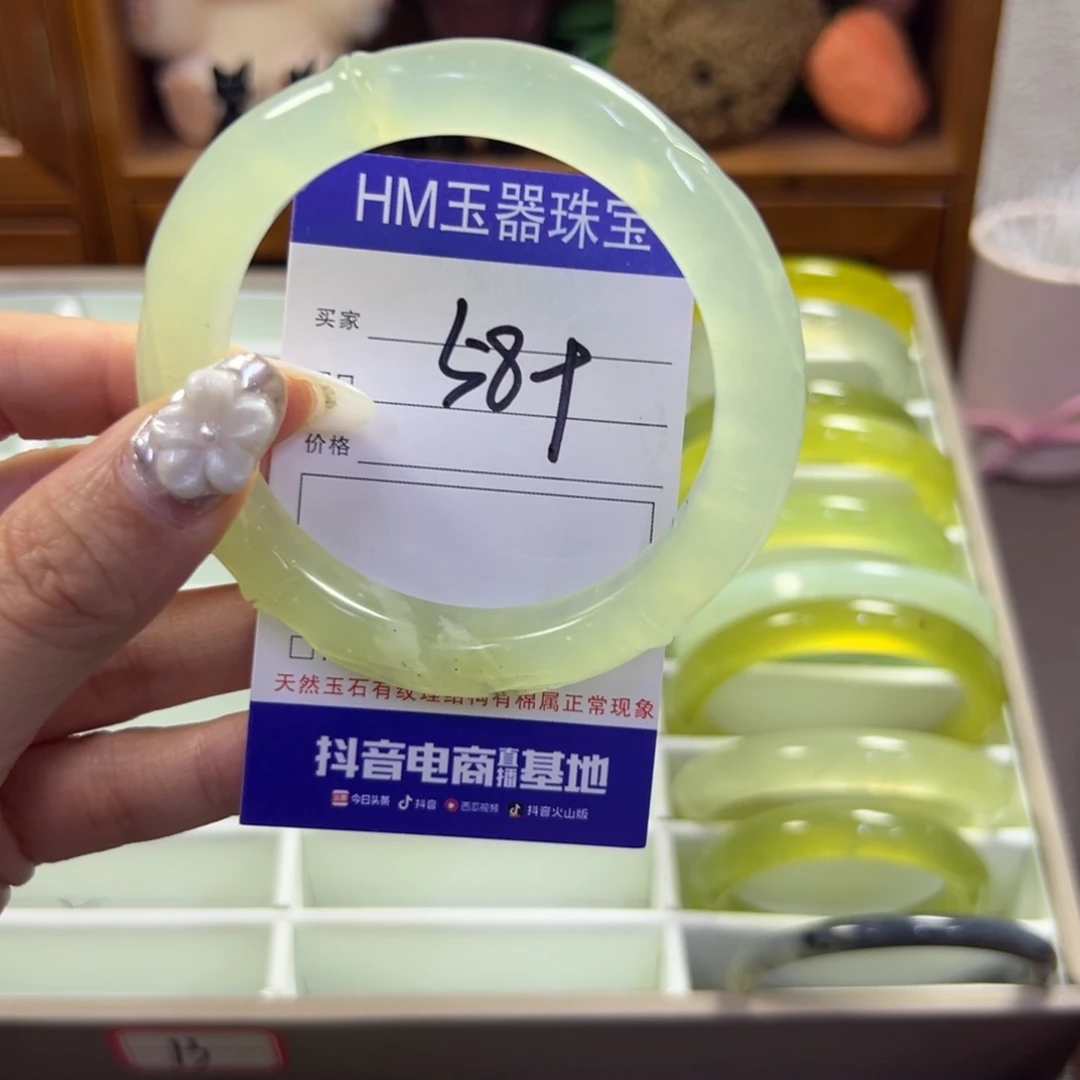 HM玉器珠宝
买家
58+
价格
天然玉石有纹理结构有棉属正常现象
抖音电商直播基地
今日头条 抖音 西瓜视频 抖音火山版
13